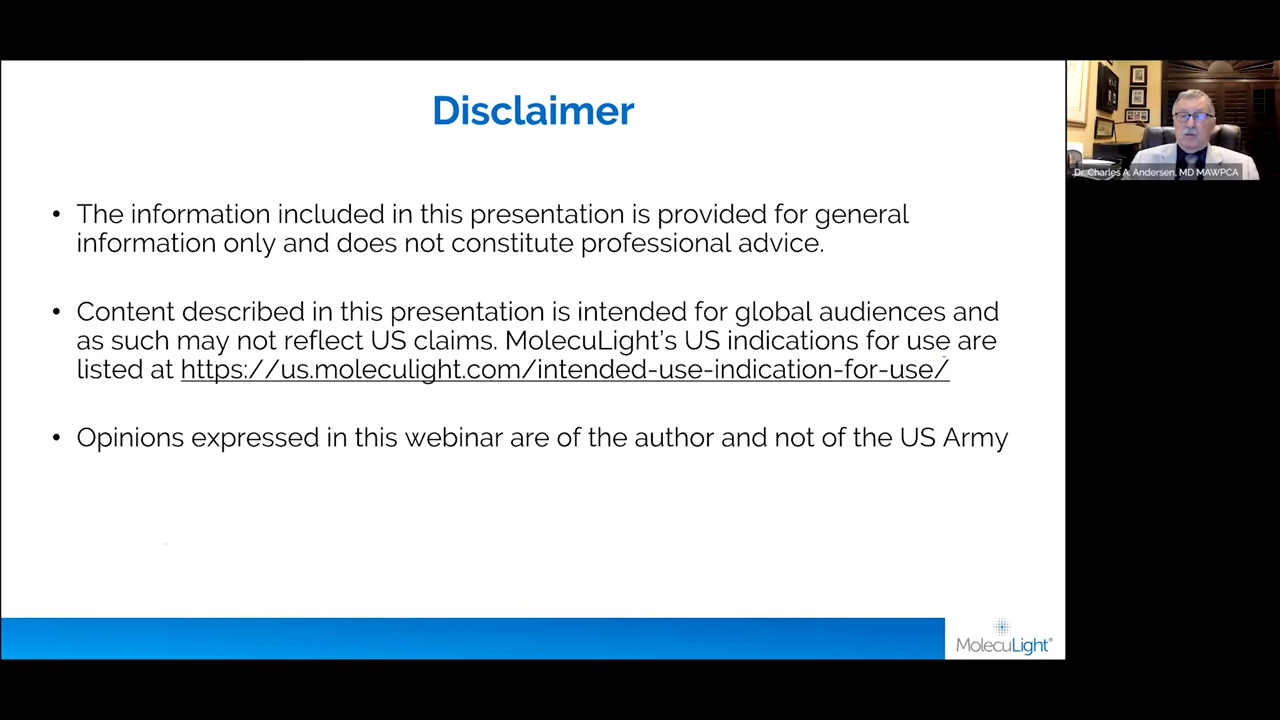 Disclaimer
• The information included in this presentation is provided for general
information only and does not constitute professional advice.
• Content described in this presentation is intended for global audiences and
as such may not reflect US claims. MolecuLight's US indications for use are
listed at https://us.moleculight.com/intended-use-indication-for-use/
• Opinions expressed in this webinar are of the author and not of the US Army
MolecuLight®
Dr. Charles A. Andersen, MD MAWPCA